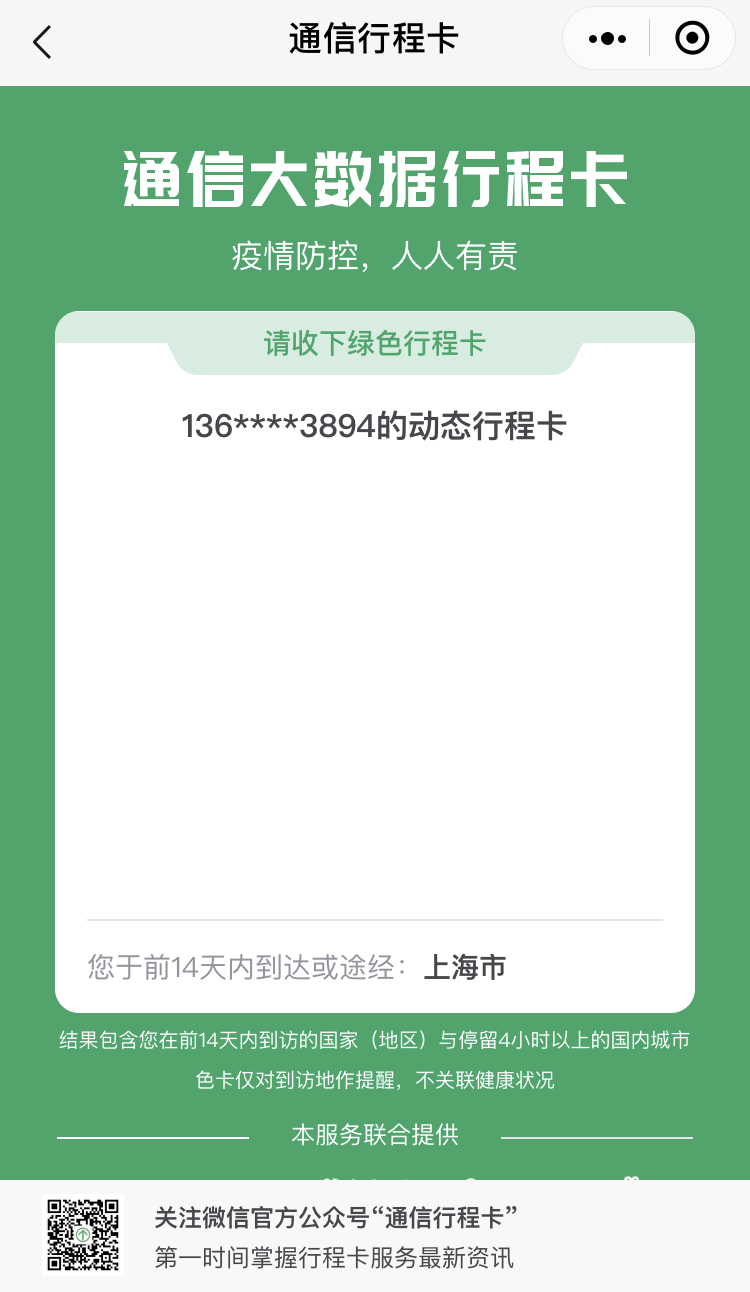 通信行程卡
通信大数据行程卡
疫情防控，人人有责
请收下绿色行程卡
136****3894的动态行程卡
您于前14天内到达或途经：上海市
结果包含您在前14天内到访的国家（地区）与停留4小时以上的国内城市
色卡仅对到访地作提醒，不关联健康状况
本服务联合提供
关注微信官方公众号“通信行程卡”
第一时间掌握行程卡服务最新资讯